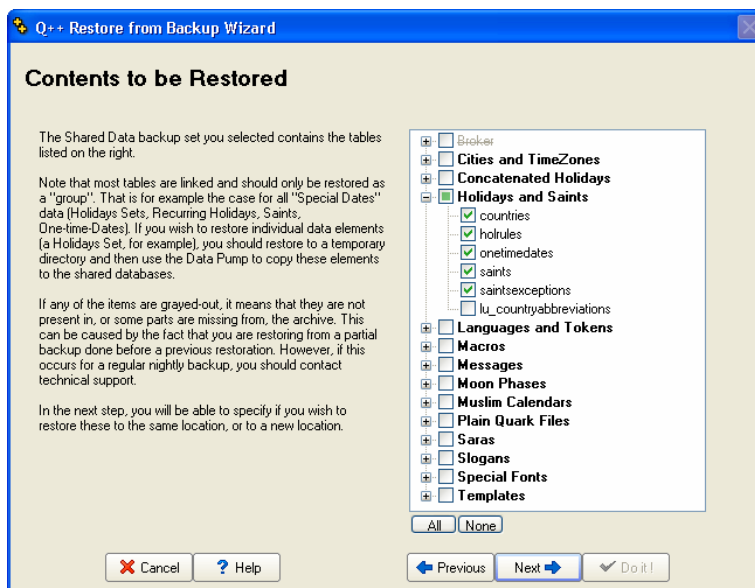 Q++ Restore from Backup Wizard
Contents to be Restored
The Shared Data backup set you selected contains the tables
listed on the right.
Note that most tables are linked and should only be restored as
a "group". That is for example the case for all "Special Dates"
data (Holidays Sets, Recurring Holidays, Saints,
One-time-Dates). If you wish to restore individual data elements
(a Holidays Set, for example), you should restore to a temporary
directory and then use the Data Pump to copy these elements
to the shared databases.
If any of the items are grayed-out, it means that they are not
present in, or some parts are missing from, the archive. This
can be caused by the fact that you are restoring from a partial
backup done before a previous restoration. However, if this
occurs for a regular nightly backup, you should contact
technical support.
In the next step, you will be able to specify if you wish to
restore these to the same location, or to a new location.
Broker
Cities and TimeZones
Concatenated Holidays
Holidays and Saints
countries
holrules
onetimedates
saints
saintsexceptions
lu_countryabbreviations
Languages and Tokens
Macros
Messages
Moon Phases
Muslim Calendars
Plain Quark Files
Saras
Slogans
Special Fonts
Templates
All None
Cancel ? Help Previous Next Do it !